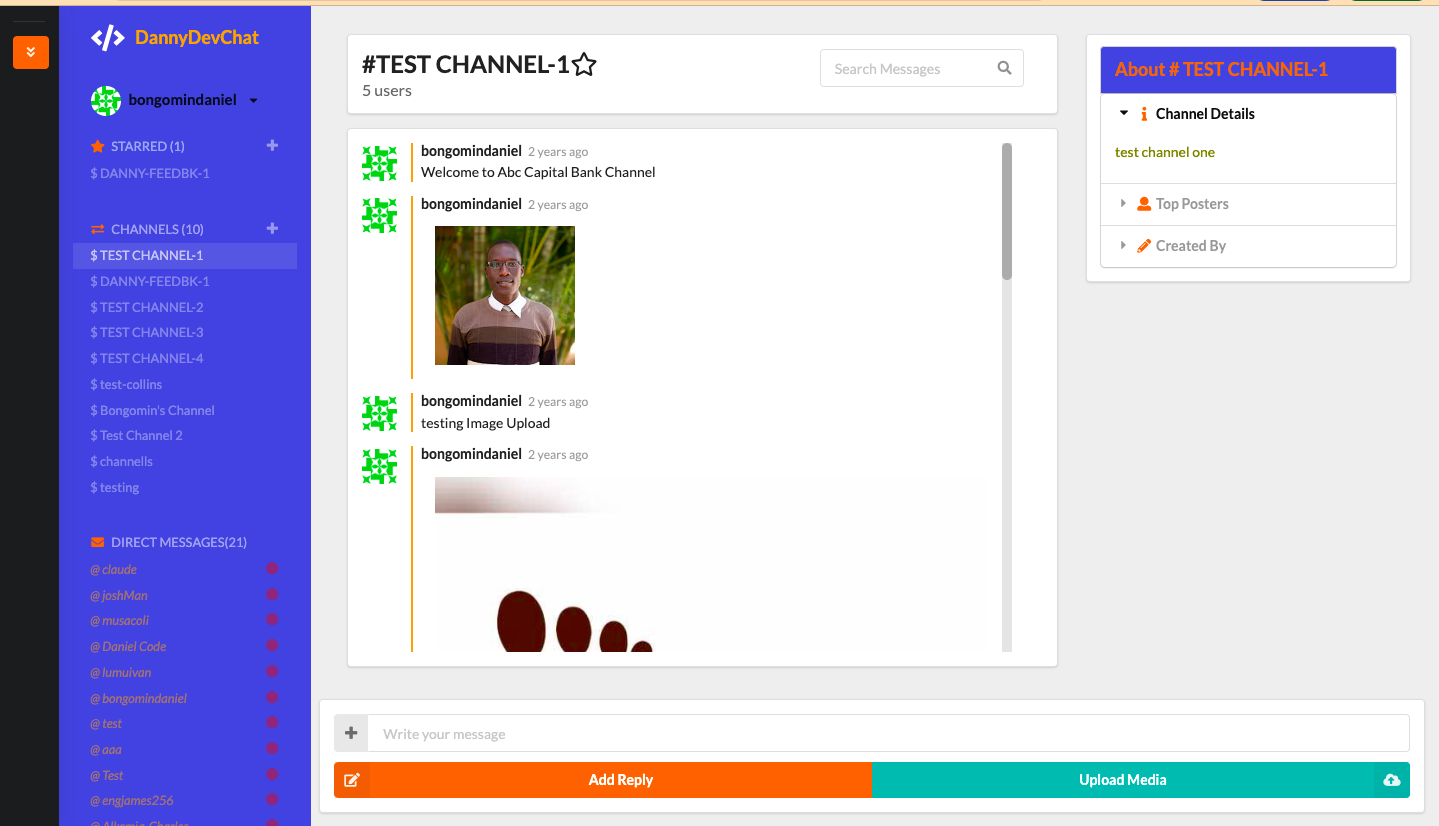 DannyDevChat
bongomindaniel
STARRED (1)
$ DANNY-FEEDBK-1
CHANNELS (10)
$ TEST CHANNEL-1
$ DANNY-FEEDBK-1
$ TEST CHANNEL-2
$ TEST CHANNEL-3
$ TEST CHANNEL-4
$ test-collins
$ Bongomin's Channel
$ Test Channel 2
$ channells
$ testing
DIRECT MESSAGES(21)
@ claude
@ joshMan
@ musacoli
@ Daniel Code
@ lumuivan
@ bongomindaniel
@ test
@ aaa
@ Test
@ engjames256
#TEST CHANNEL-1
5 users
Search Messages
bongomindaniel 2 years ago
Welcome to Abc Capital Bank Channel
bongomindaniel 2 years ago
bongomindaniel 2 years ago
testing Image Upload
bongomindaniel 2 years ago
Write your message
Add Reply
Upload Media
About # TEST CHANNEL-1
Channel Details
test channel one
Top Posters
Created By